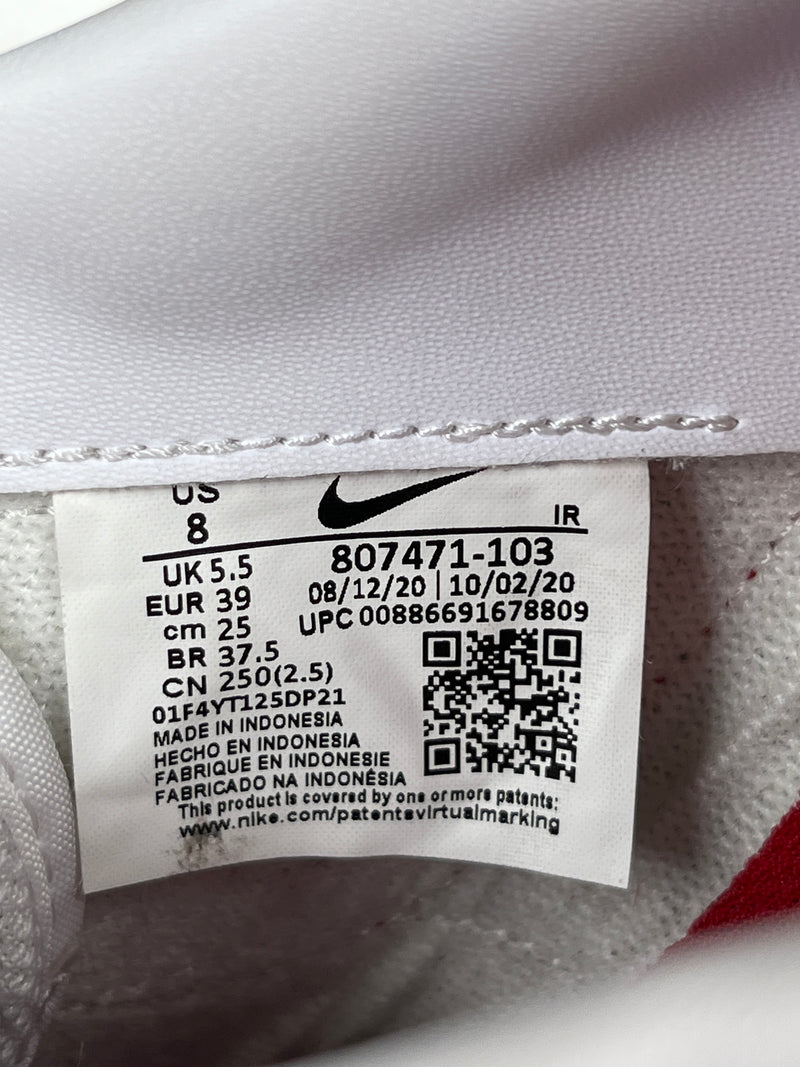 US
8
IR
UK 5.5
EUR 39
cm 25
BR 37.5
CN 250(2.5)
807471-103
08/12/20 | 10/02/20
UPC 00886691678809
01F4YT125DP21
MADE IN INDONESIA
HECHO EN INDONESIA
FABRIQUE EN INDONESIE
FABRICADO NA INDONÉSIA
This product is covered by one or more patents:
www.nike.com/patentsvirtualmarking